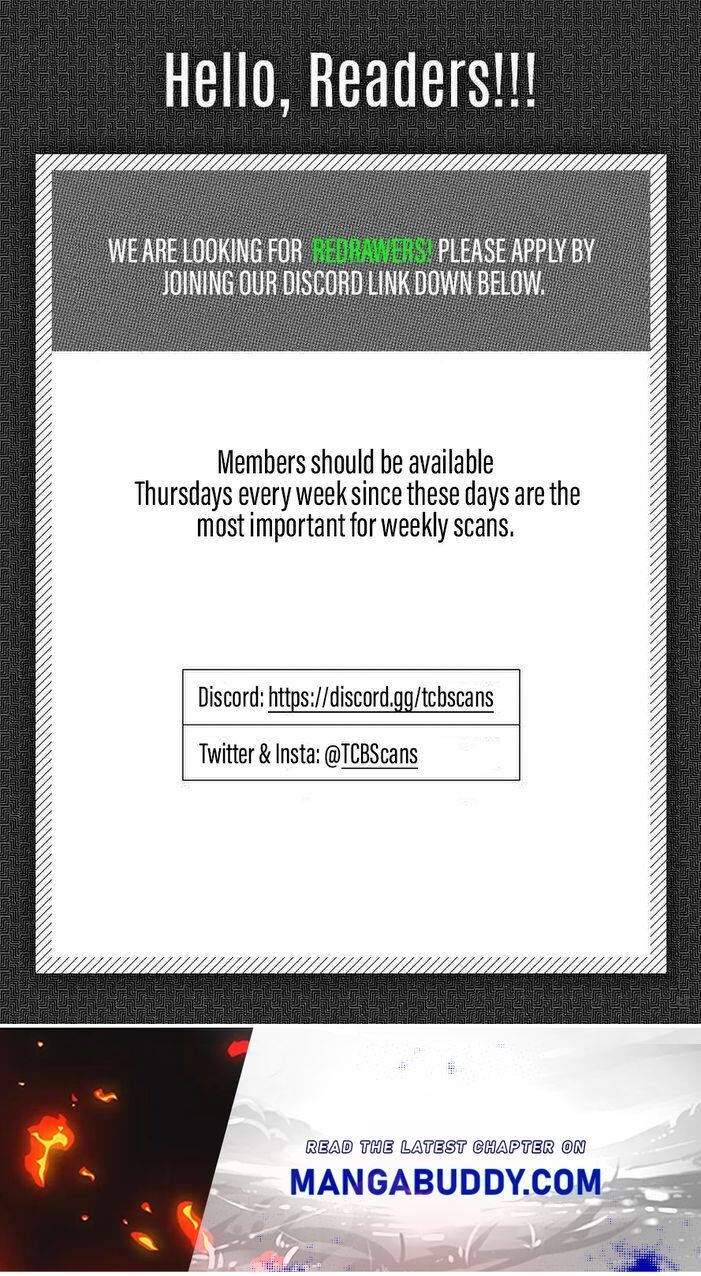 Hello, Readers!!!
WE ARE LOOKING FOR REDRAWERS! PLEASE APPLY BY
JOINING OUR DISCORD LINK DOWN BELOW.
Members should be available
Thursdays every week since these days are the
most important for weekly scans.
Discord: https://discord.gg/tcbscans
Twitter & Insta: @TCBScans
READ THE LATEST CHAPTER ON
MANGABUDDY.COM